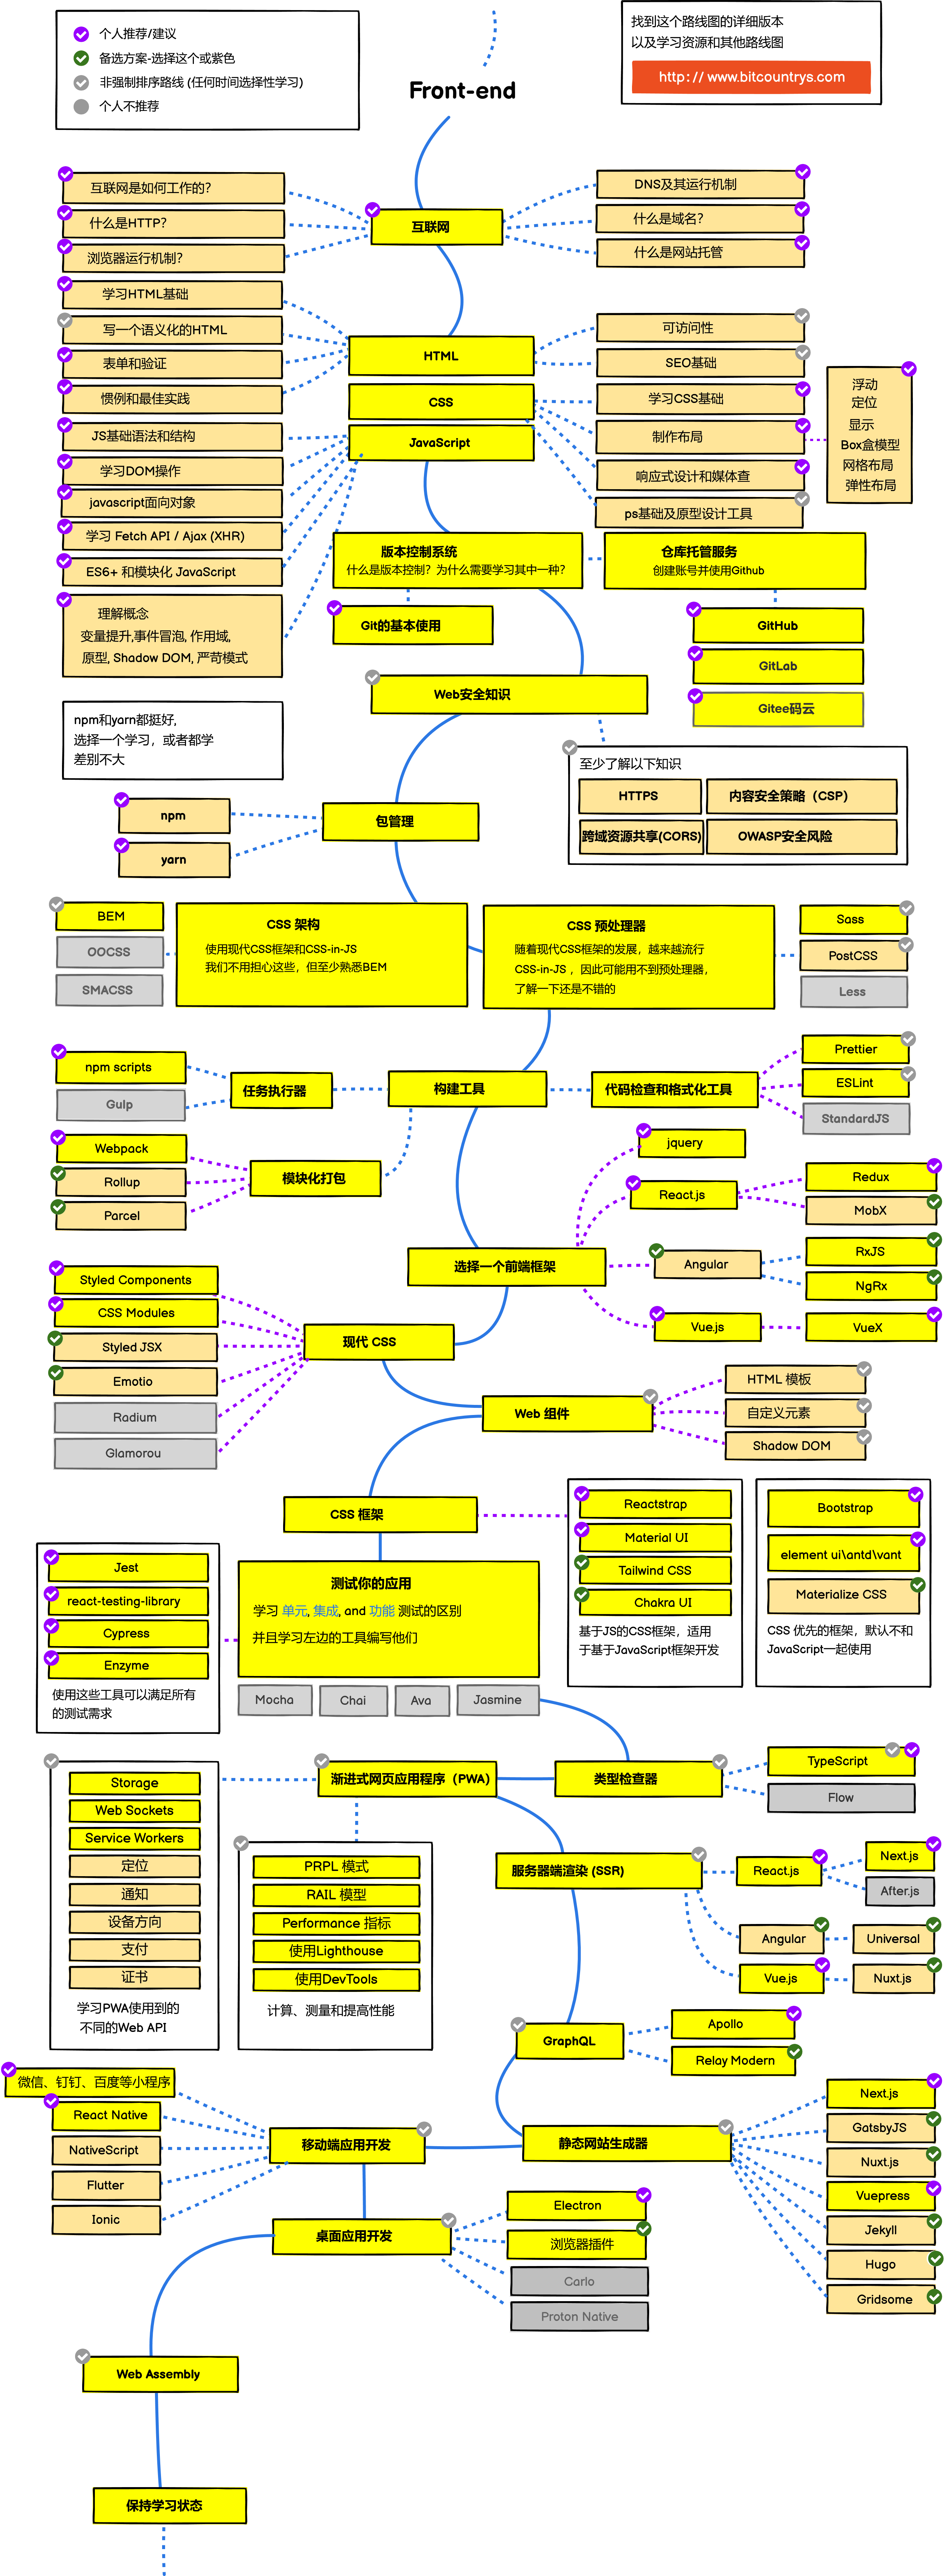 个人推荐/建议
备选方案-选择这个或紫色
非强制排序路线 (任何时间选择性学习)
个人不推荐
找到这个路线图的详细版本
以及学习资源和其他路线图
http:// www.bitcountrys.com
Front-end
互联网是如何工作的?
什么是HTTP?
浏览器运行机制?
互联网
DNS及其运行机制
什么是域名?
什么是网站托管
学习HTML基础
写一个语义化的HTML
表单和验证
惯例和最佳实践
HTML
可访问性
SEO基础
CSS
学习CSS基础
制作布局
响应式设计和媒体查
ps基础及原型设计工具
浮动
定位
显示
Box盒模型
网格布局
弹性布局
JavaScript
JS基础语法和结构
学习DOM操作
javascript面向对象
学习 Fetch API / Ajax (XHR)
ES6+ 和模块化 JavaScript
理解概念
变量提升,事件冒泡, 作用域,
原型, Shadow DOM, 严苛模式
版本控制系统
什么是版本控制? 为什么需要学习其中一种?
仓库托管服务
创建账号并使用Github
Git的基本使用
GitHub
GitLab
Gitee码云
Web安全知识
至少了解以下知识
HTTPS
内容安全策略（CSP）
跨域资源共享(CORS)
OWASP安全风险
npm和yarn都挺好,
选择一个学习，或者都学
差别不大
npm
yarn
包管理
BEM
OOCSS
SMACSS
CSS 架构
使用现代CSS框架和CSS-in-JS
我们不用担心这些，但至少熟悉BEM
CSS 预处理器
随着现代CSS框架的发展，越来越流行
CSS-in-JS ，因此可能用不到预处理器，
了解一下还是不错的
Sass
PostCSS
Less
npm scripts
Gulp
任务执行器
构建工具
代码检查和格式化工具
Prettier
ESLint
StandardJS
Webpack
Rollup
Parcel
模块化打包
jquery
React.js
Redux
MobX
选择一个前端框架
Angular
RxJS
NgRx
Vue.js
VueX
Styled Components
CSS Modules
Styled JSX
Emotio
Radium
Glamorou
现代 CSS
Web 组件
HTML 模板
自定义元素
Shadow DOM
CSS 框架
Reactstrap
Material UI
Tailwind CSS
Chakra UI
基于JS的CSS框架，适用
于基于JavaScript框架开发
Bootstrap
element ui\antd\vant
Materialize CSS
CSS 优先的框架，默认不和
JavaScript一起使用
Jest
react-testing-library
Cypress
Enzyme
使用这些工具可以满足所有
的测试需求
测试你的应用
学习 单元, 集成, and 功能 测试的区别
并且学习左边的工具编写他们
Mocha
Chai
Ava
Jasmine
渐进式网页应用程序（PWA）
类型检查器
TypeScript
Flow
Storage
Web Sockets
Service Workers
定位
通知
设备方向
支付
证书
学习PWA使用到的
不同的Web API
PRPL 模式
RAIL 模型
Performance 指标
使用Lighthouse
使用DevTools
计算、测量和提高性能
服务器端渲染 (SSR)
React.js
Next.js
After.js
Angular
Universal
Vue.js
Nuxt.js
GraphQL
Apollo
Relay Modern
微信、钉钉、百度等小程序
React Native
NativeScript
Flutter
Ionic
移动端应用开发
静态网站生成器
Next.js
GatsbyJS
Nuxt.js
Vuepress
Jekyll
Hugo
Gridsome
桌面应用开发
Electron
浏览器插件
Carlo
Proton Native
Web Assembly
保持学习状态